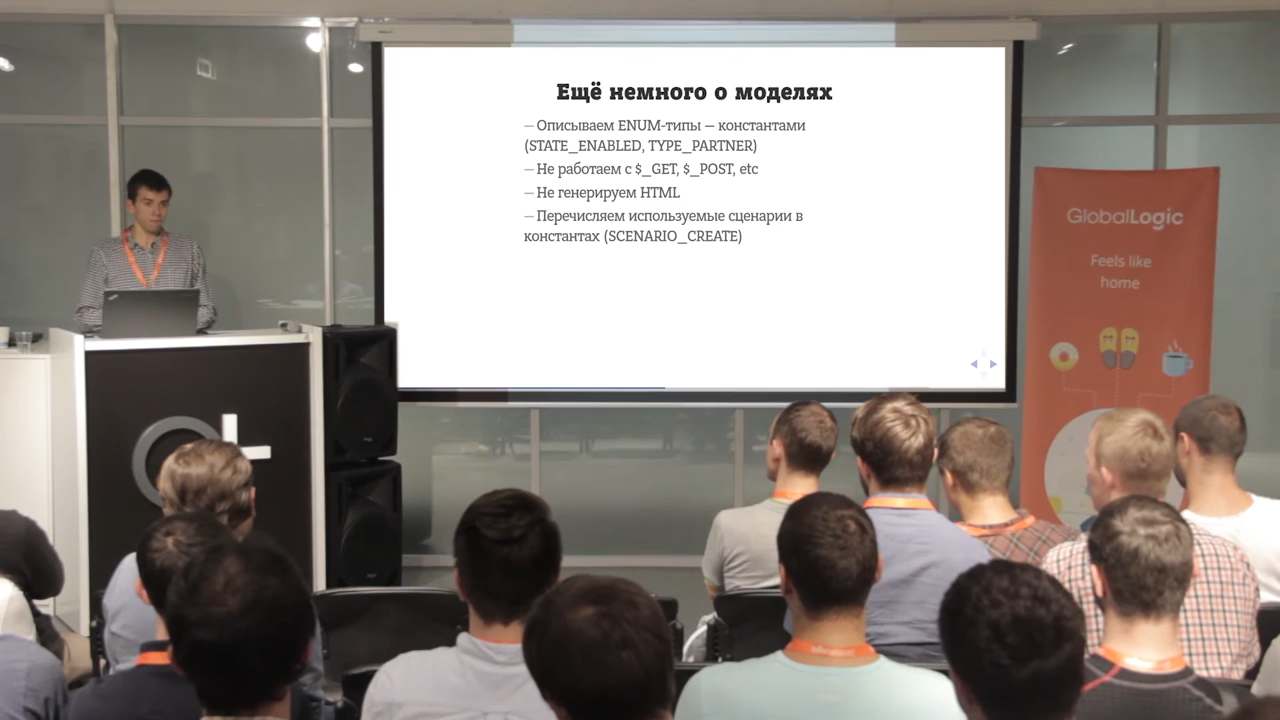 Ещё немного о моделях
– Описываем ENUM-типы – константами
(STATE_ENABLED, TYPE_PARTNER)
– Не работаем с $_GET, $_POST, etc
– Не генерируем HTML
– Перечисляем используемые сценарии в
константах (SCENARIO_CREATE)
GlobalLogic
Feels like
home